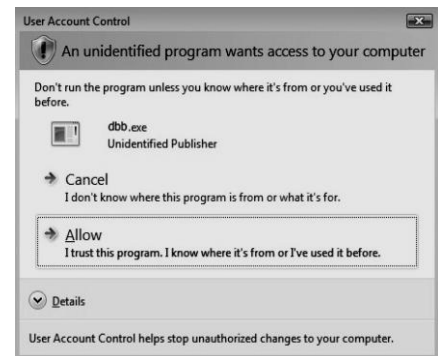 User Account Control
An unidentified program wants access to your computer
Don't run the program unless you know where it's from or you've used it
before.
dbb.exe
Unidentified Publisher
Cancel
I don't know where this program is from or what it's for.
Allow
I trust this program. I know where it's from or I've used it before.
Details
User Account Control helps stop unauthorized changes to your computer.